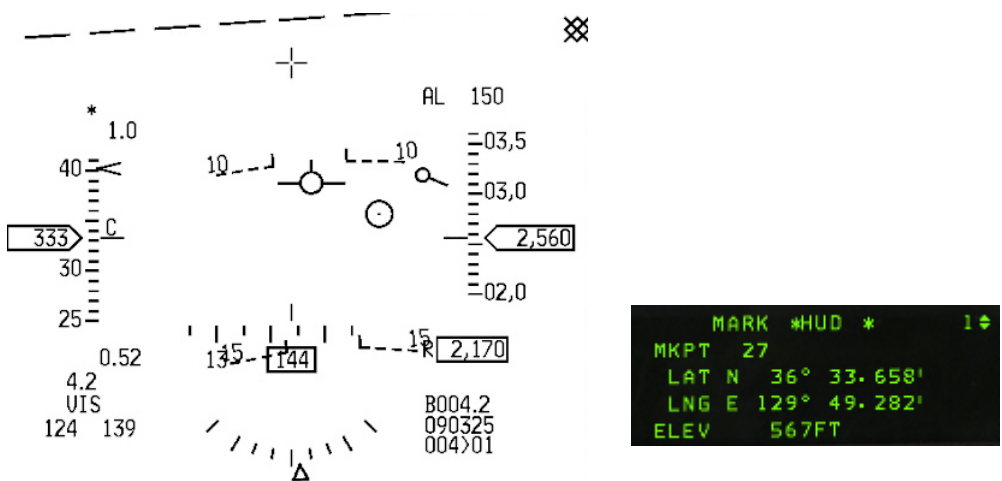 AL 150
*
1.0
03,5
40
10
10
03,0
C
333
2,560
30
02,0
25
0.52
13
15
144
15
R 2,170
4.2
VIS
124 139
B004.2
090325
004>01
MARK *HUD * 1
MKPT 27
LAT N 36° 33.658'
LNG E 129° 49.282'
ELEV 567FT